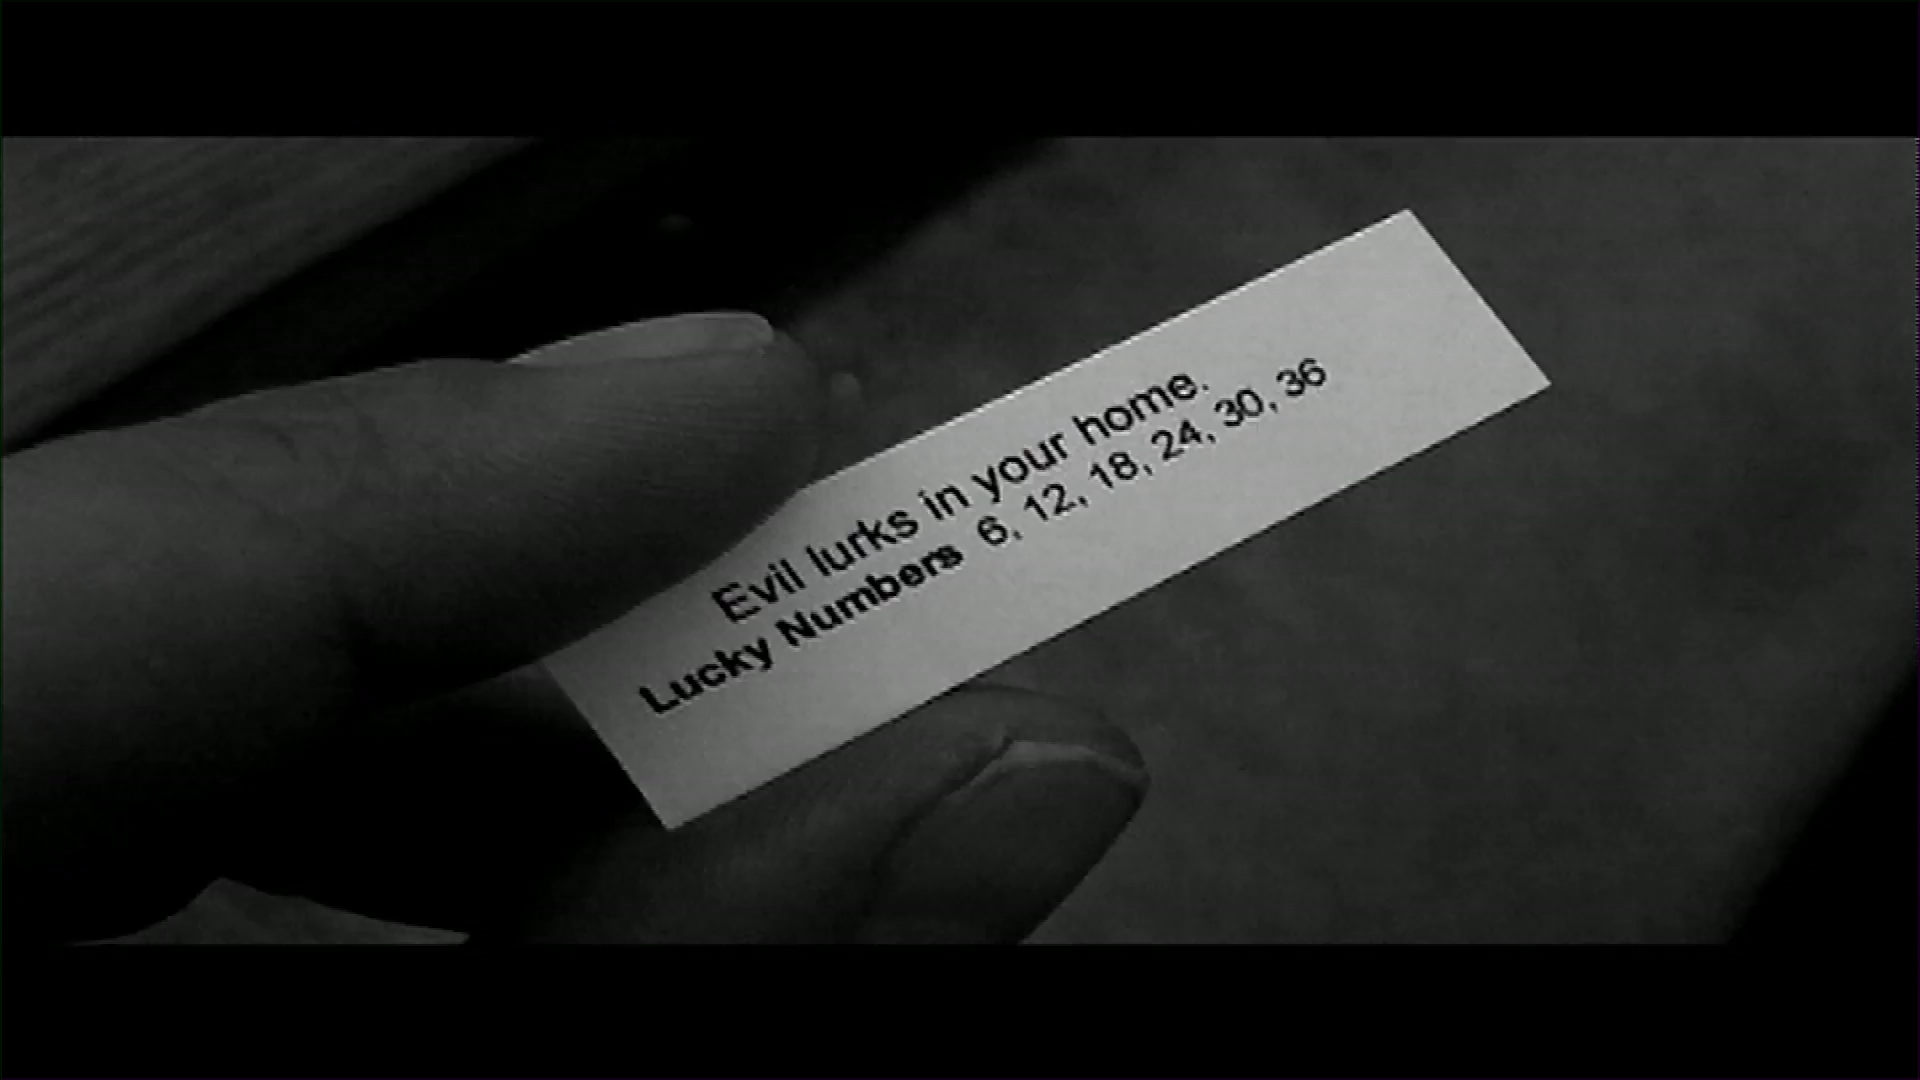 Evil lurks in your home.
Lucky Numbers 6, 12, 18, 24, 30, 36